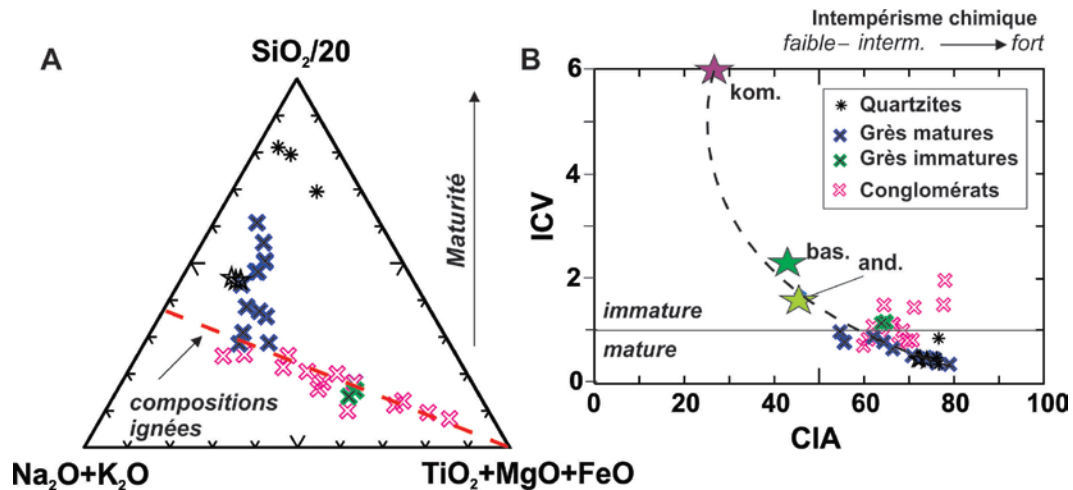 A
SiO₂/20
Maturité
compositions
ignées
Na₂O+K₂O
TiO₂+MgO+FeO
B
Intempérisme chimique
faible – interm. fort
ICV
6
4
2
0
kom.
bas.
and.
Quartzites
Grès matures
Grès immatures
Conglomérats
immature
mature
0 20 40 60 80 100
CIA